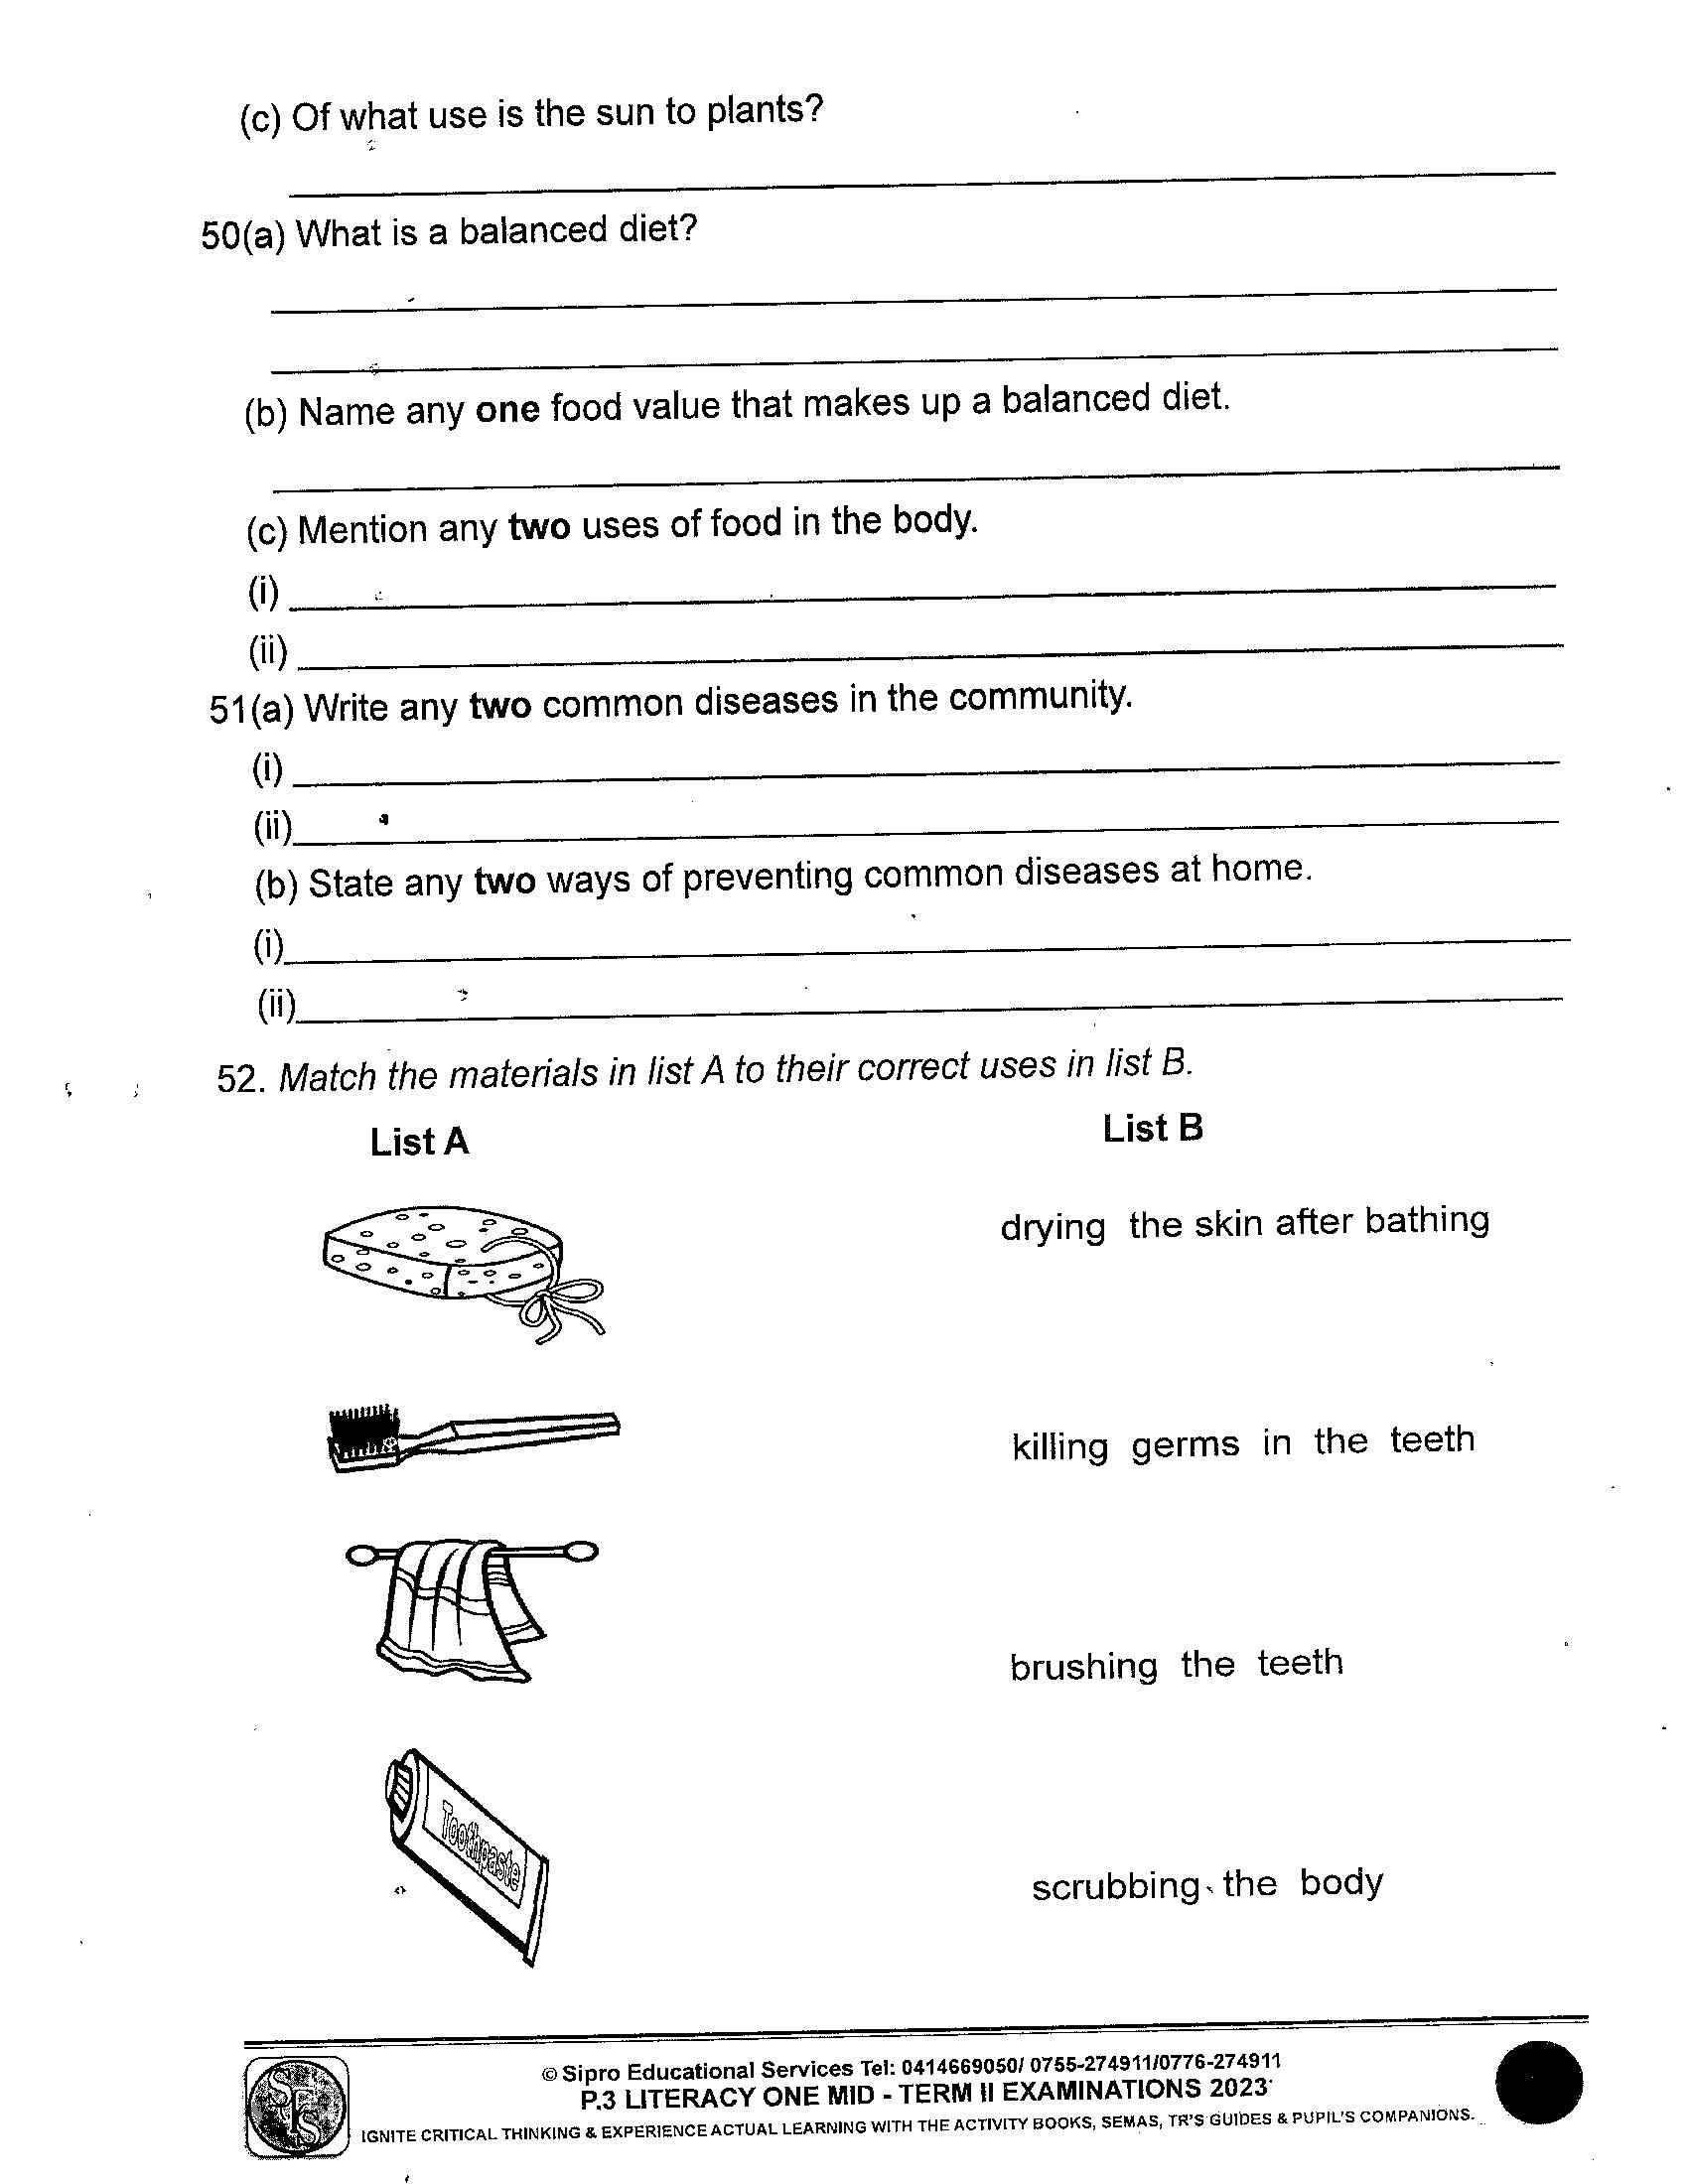 (c) Of what use is the sun to plants?
50(a) What is a balanced diet?
(b) Name any one food value that makes up a balanced diet.
(c) Mention any two uses of food in the body.
(i)
(ii)
51(a) Write any two common diseases in the community.
(i)
(ii)
(b) State any two ways of preventing common diseases at home.
(i)
(ii)
52. Match the materials in list A to their correct uses in list B.
List A List B
drying the skin after bathing
killing germs in the teeth
brushing the teeth
Toothpaste
scrubbing the body
© Sipro Educational Services Tel: 0414669050/ 0755-274911/0776-274911
P.3 LITERACY ONE MID - TERM II EXAMINATIONS 2023
IGNITE CRITICAL THINKING & EXPERIENCE ACTUAL LEARNING WITH THE ACTIVITY BOOKS, SEMAS, TR'S GUIDES & PUPIL'S COMPANIONS.